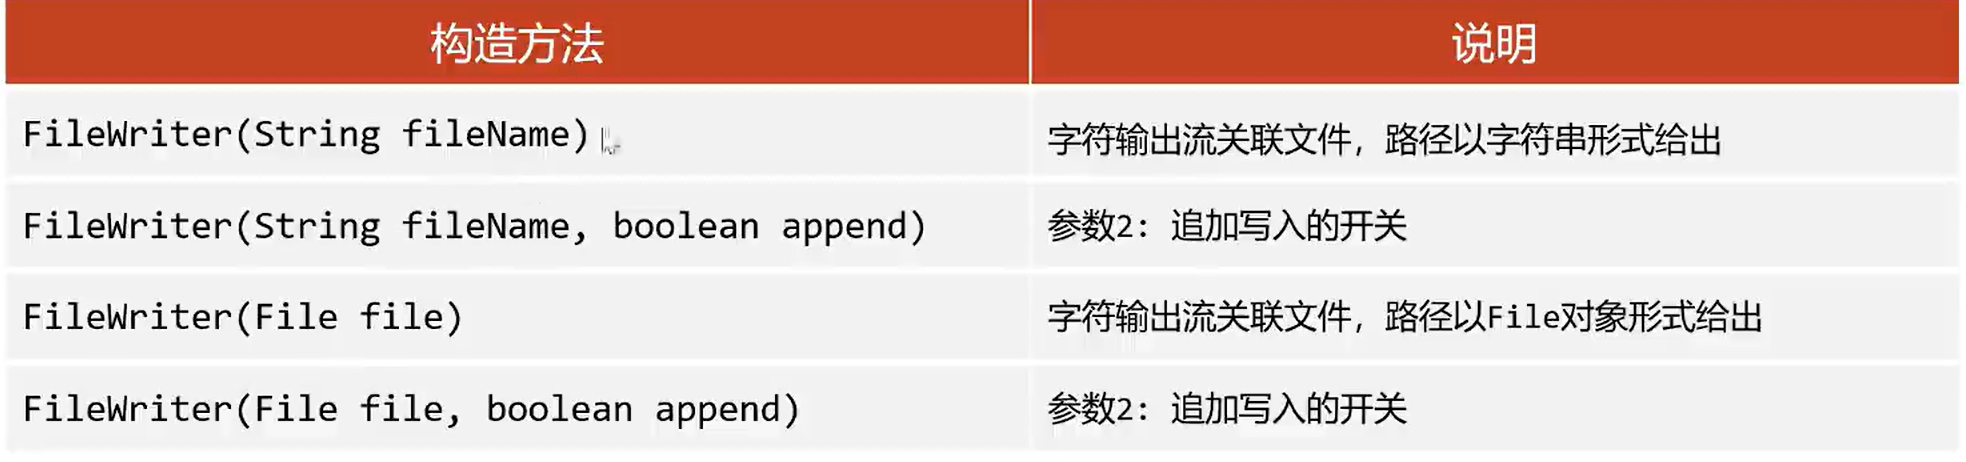 构造方法 说明
FileWriter(String fileName) 字符输出流关联文件，路径以字符串形式给出
FileWriter(String fileName, boolean append) 参数2：追加写入的开关
FileWriter(File file) 字符输出流关联文件，路径以File对象形式给出
FileWriter(File file, boolean append) 参数2：追加写入的开关